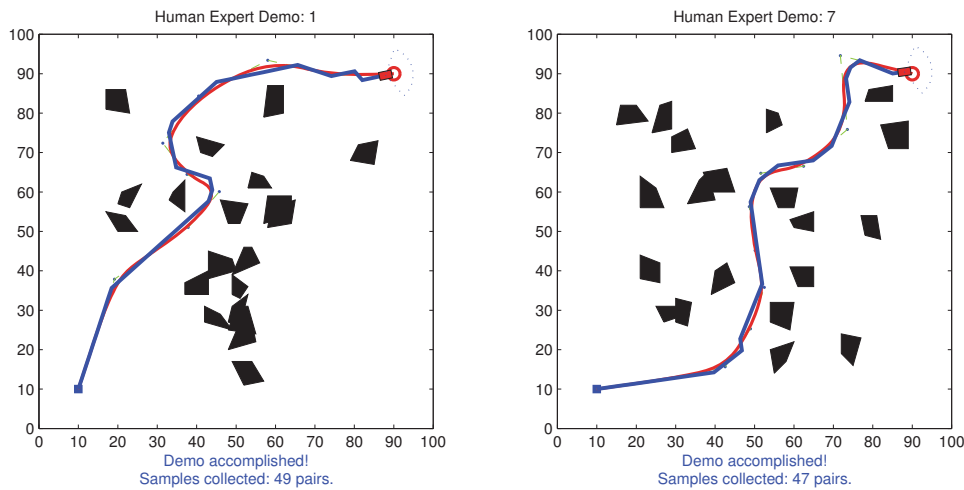 Human Expert Demo: 1
100
90
80
70
60
50
40
30
20
10
0
0 10 20 30 40 50 60 70 80 90 100
Demo accomplished!
Samples collected: 49 pairs.
Human Expert Demo: 7
100
90
80
70
60
50
40
30
20
10
0
0 10 20 30 40 50 60 70 80 90 100
Demo accomplished!
Samples collected: 47 pairs.